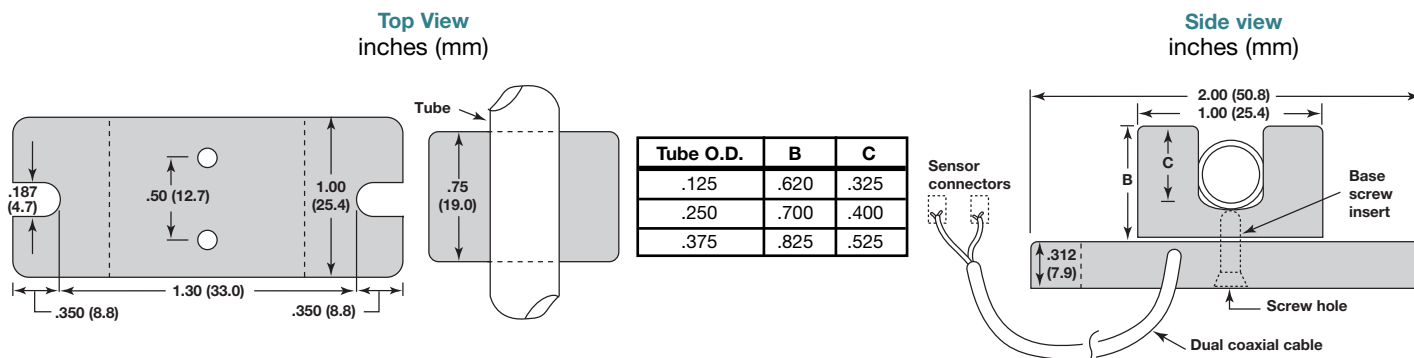 Top View
inches (mm)
Tube
.187
(4.7)
.50 (12.7)
1.00
(25.4)
.75
(19.0)
1.30 (33.0)
.350 (8.8)
.350 (8.8)
Tube O.D. B C
.125 .620 .325
.250 .700 .400
.375 .825 .525
Side view
inches (mm)
2.00 (50.8)
1.00 (25.4)
C
B
Sensor
connectors
Base
screw
insert
.312
(7.9)
Screw hole
Dual coaxial cable